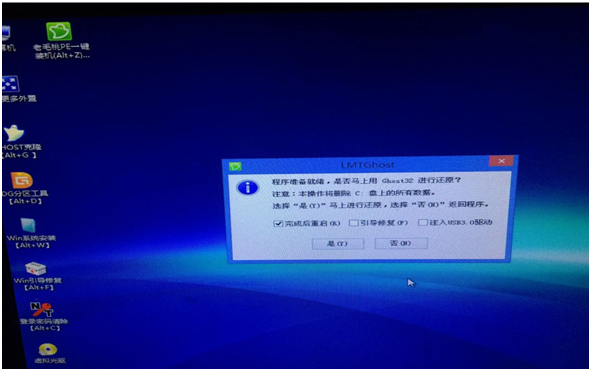 老毛桃PE一键
装机(Alt+Z)...
更多外置
HOST克隆
[Alt+G ]
DG分区工具
[Alt+D]
Win系统安装
[Alt+W]
Win引导修复
[Alt+F]
登录密码清除
[Alt+C]
虚拟光驱
LMTGhost
程序准备就绪，是否马上用 Ghost32 进行还原？
注意：本操作将删除 C: 盘上的所有数据。
选择“是(Y)”马上进行还原，选择“否(N)”返回程序。
完成后重启(R) 引导修复(F) 注入USB3.0驱动
是(Y) 否(N)